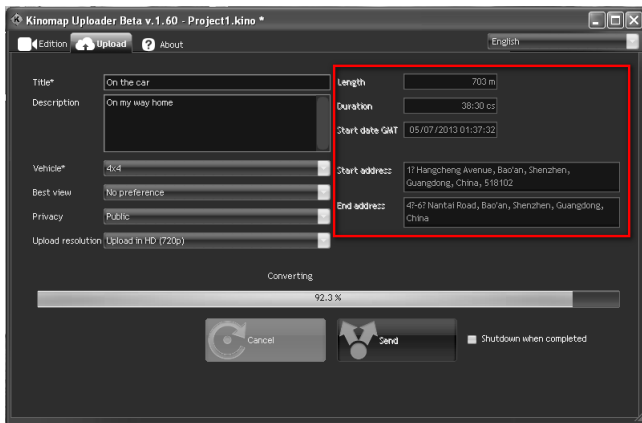 Kinomap Uploader Beta v.1.60 - Project1.kino *
Edition
Upload
? About
English
Title*
On the car
Description
On my way home
Vehicle*
4x4
Best view
No preference
Privacy
Public
Upload resolution
Upload in HD (720p)
Length
703 m
Duration
38:30 cs
Start date GMT
05/07/2013 01:37:32
Start address
1? Hangcheng Avenue, Bao'an, Shenzhen,
Guangdong, China, 518102
End address
4?-6? Nantai Road, Bao'an, Shenzhen, Guangdong,
China
Converting
92.3 %
Cancel
Send
Shutdown when completed